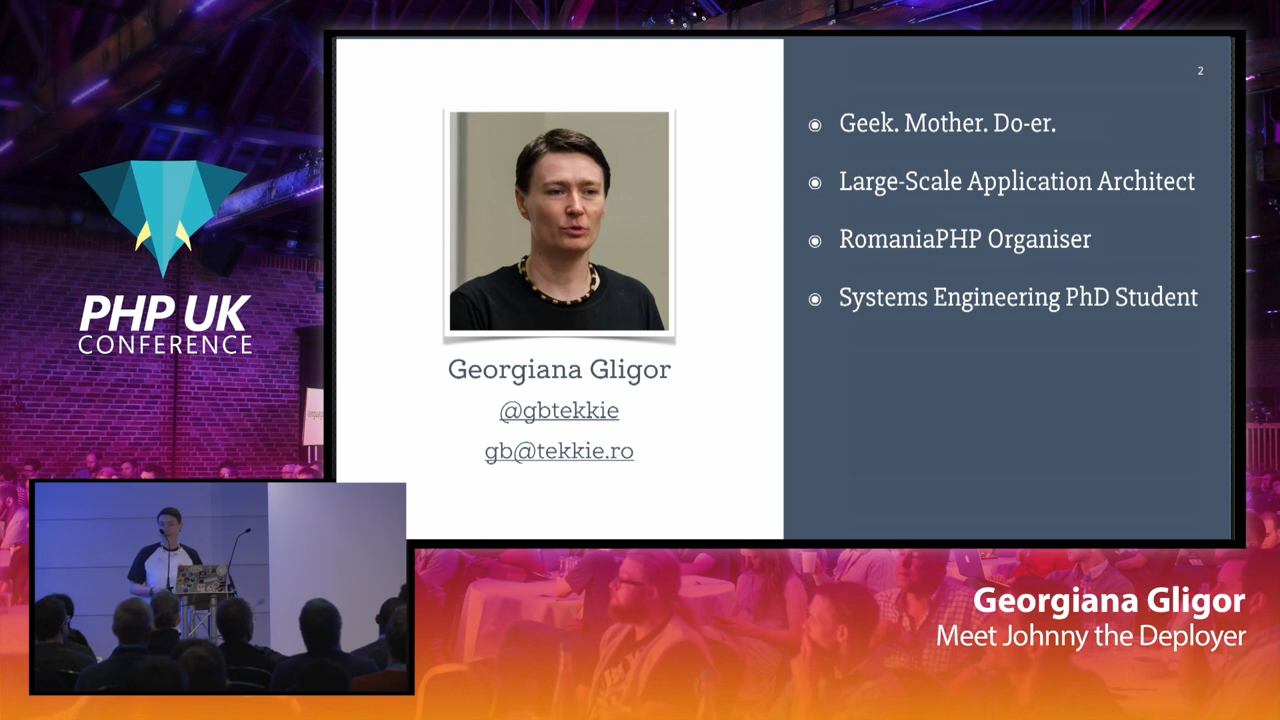 PHP UK
CONFERENCE
2
Georgiana Gligor
@gbtekkie
gb@tekkie.ro
Geek. Mother. Do-er.
Large-Scale Application Architect
RomaniaPHP Organiser
Systems Engineering PhD Student
Georgiana Gligor
Meet Johnny the Deployer